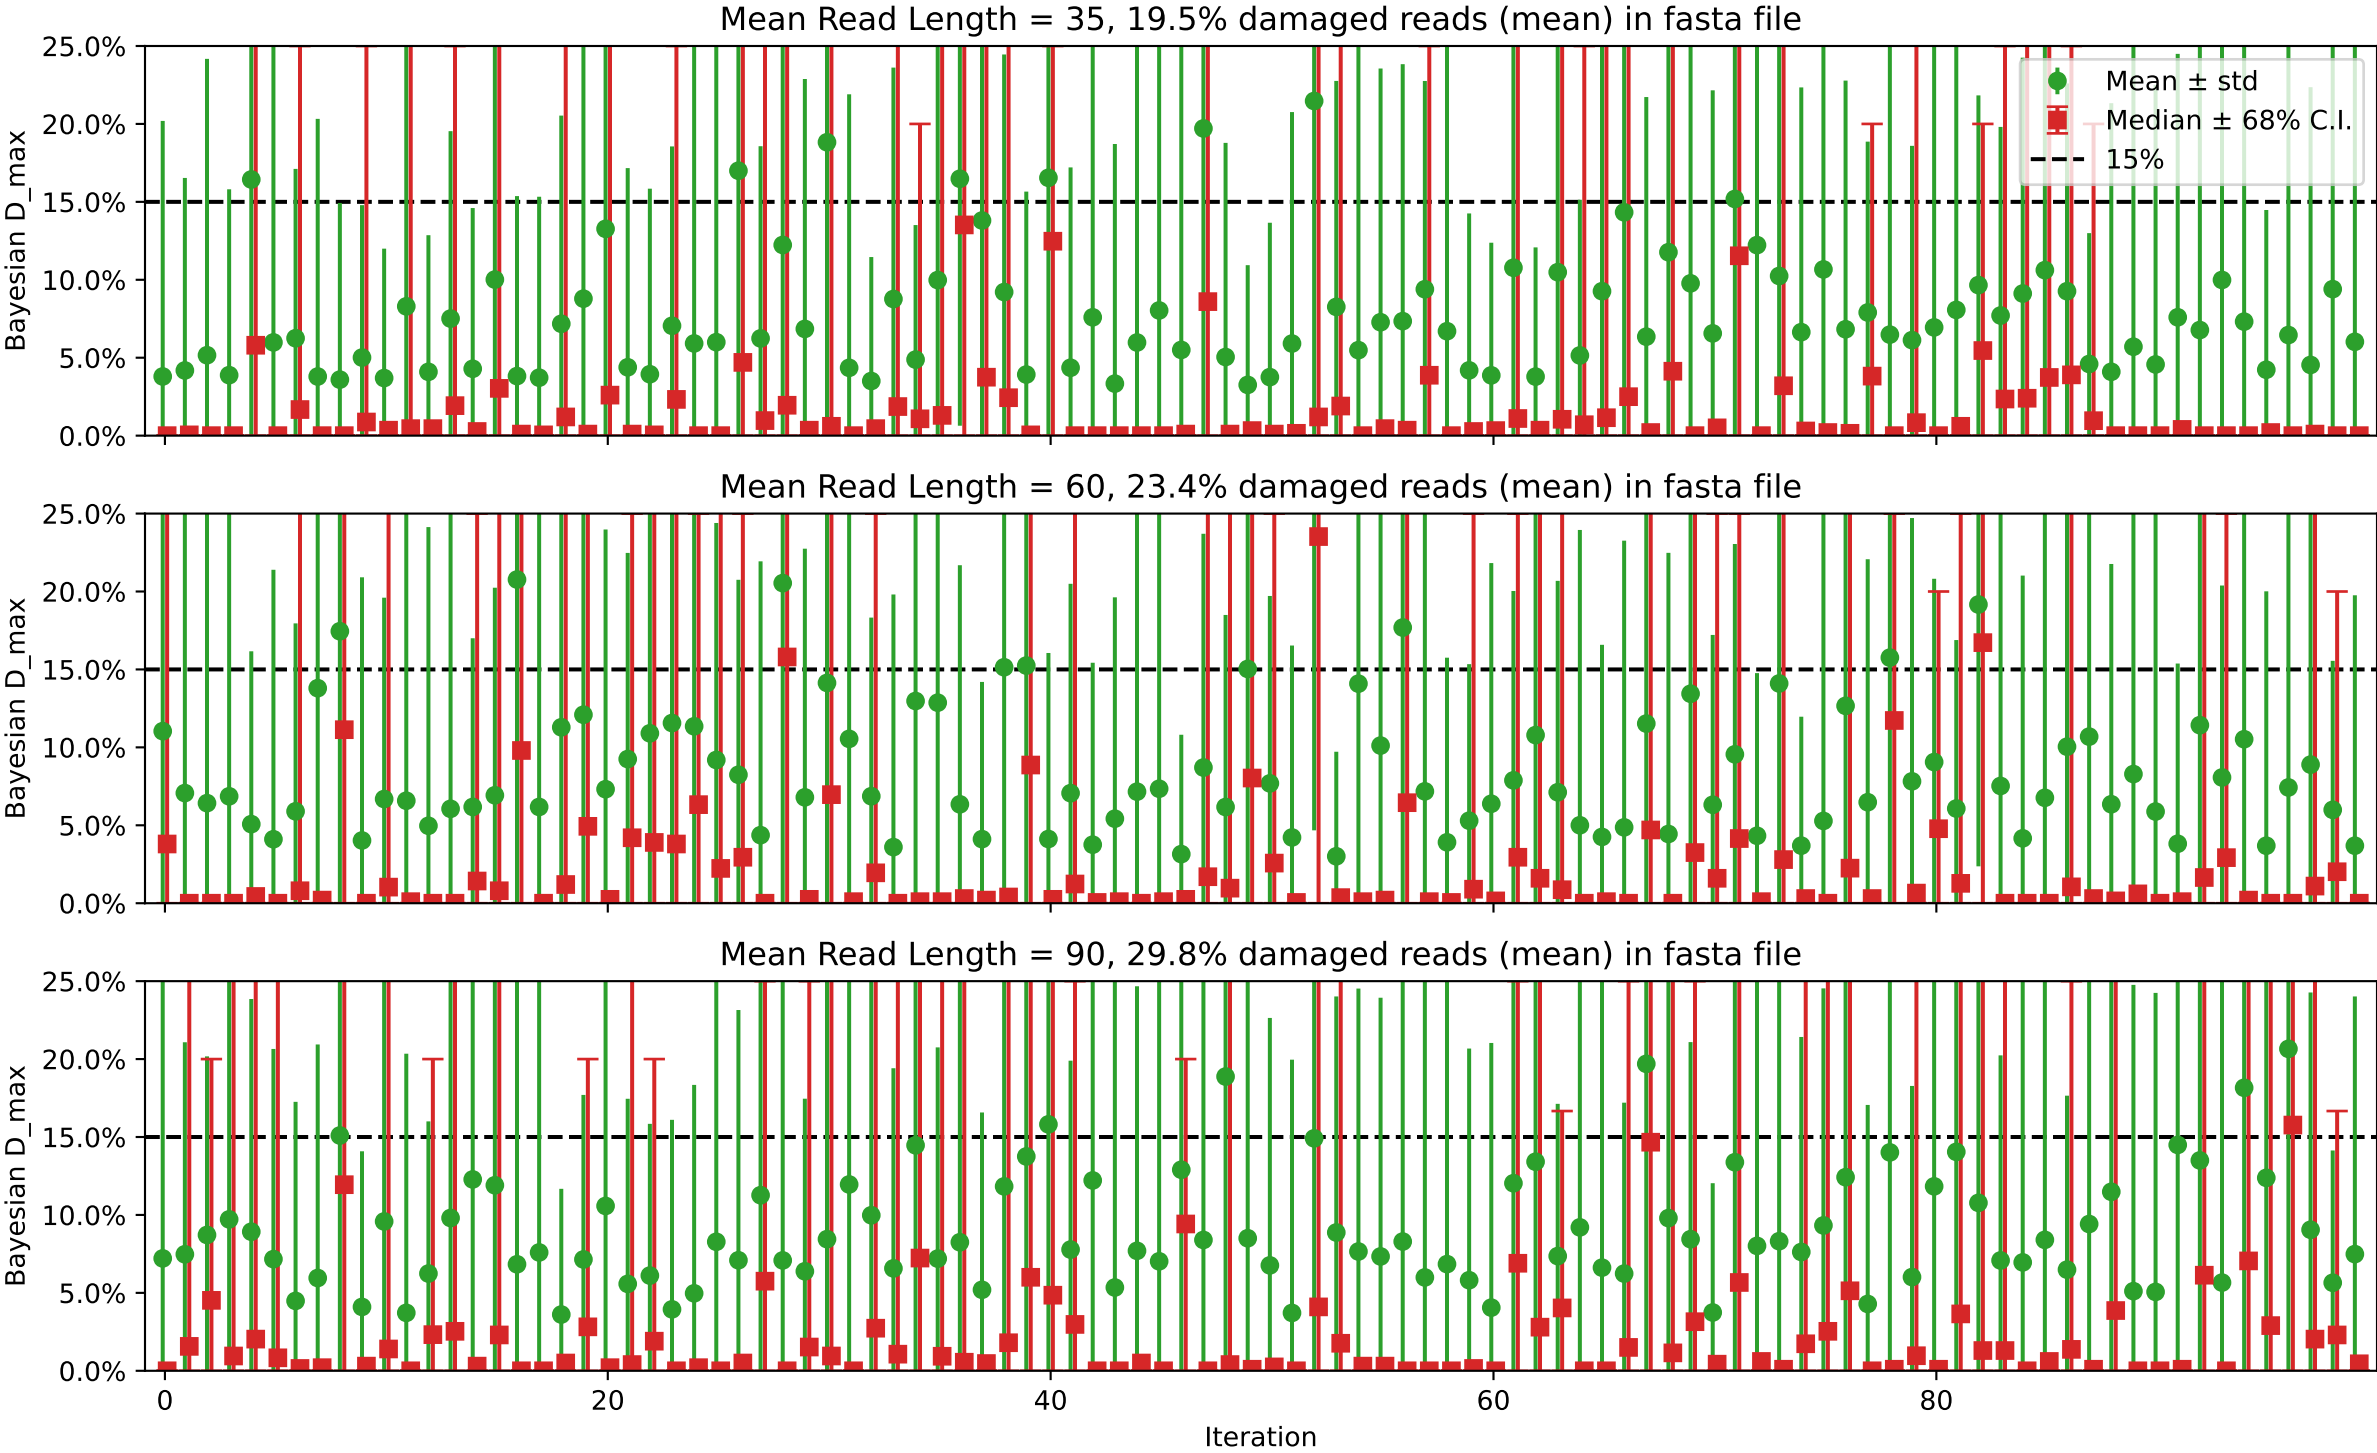 Mean Read Length = 35, 19.5% damaged reads (mean) in fasta file
25.0%
20.0%
15.0%
10.0%
5.0%
0.0%
Bayesian D_max
Mean ± std
Median ± 68% C.I.
15%
Mean Read Length = 60, 23.4% damaged reads (mean) in fasta file
25.0%
20.0%
15.0%
10.0%
5.0%
0.0%
Bayesian D_max
Mean Read Length = 90, 29.8% damaged reads (mean) in fasta file
25.0%
20.0%
15.0%
10.0%
5.0%
0.0%
Bayesian D_max
0 20 40 60 80
Iteration